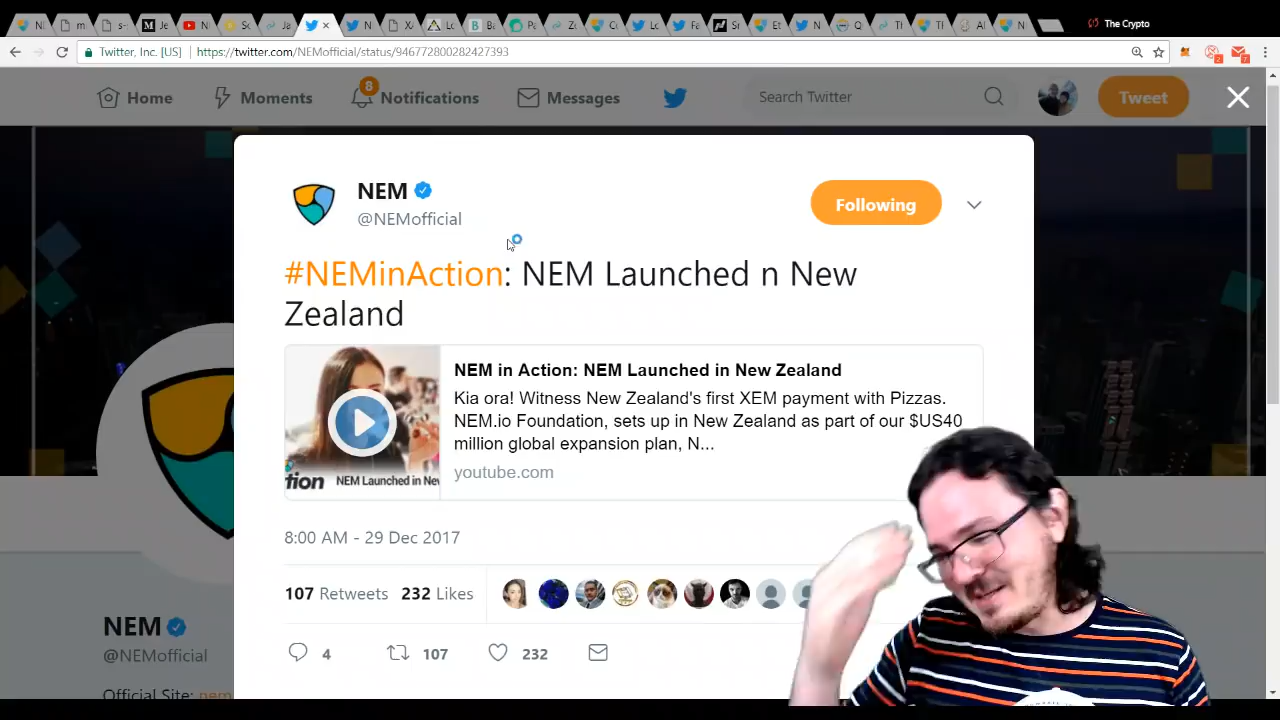 The Crypto
Twitter, Inc. [US]
https://twitter.com/NEMofficial/status/946772800282427393
Home
Moments
8
Notifications
Messages
Search Twitter
Tweet
NEM
@NEMofficial
Following
#NEMinAction: NEM Launched n New
Zealand
NEM in Action: NEM Launched in New Zealand
Kia ora! Witness New Zealand's first XEM payment with Pizzas.
NEM.io Foundation, sets up in New Zealand as part of our $US40
million global expansion plan, N...
youtube.com
tion NEM Launched in Nev
8:00 AM - 29 Dec 2017
107 Retweets 232 Likes
4 107 232
NEM
@NEMofficial
Official Site: nem